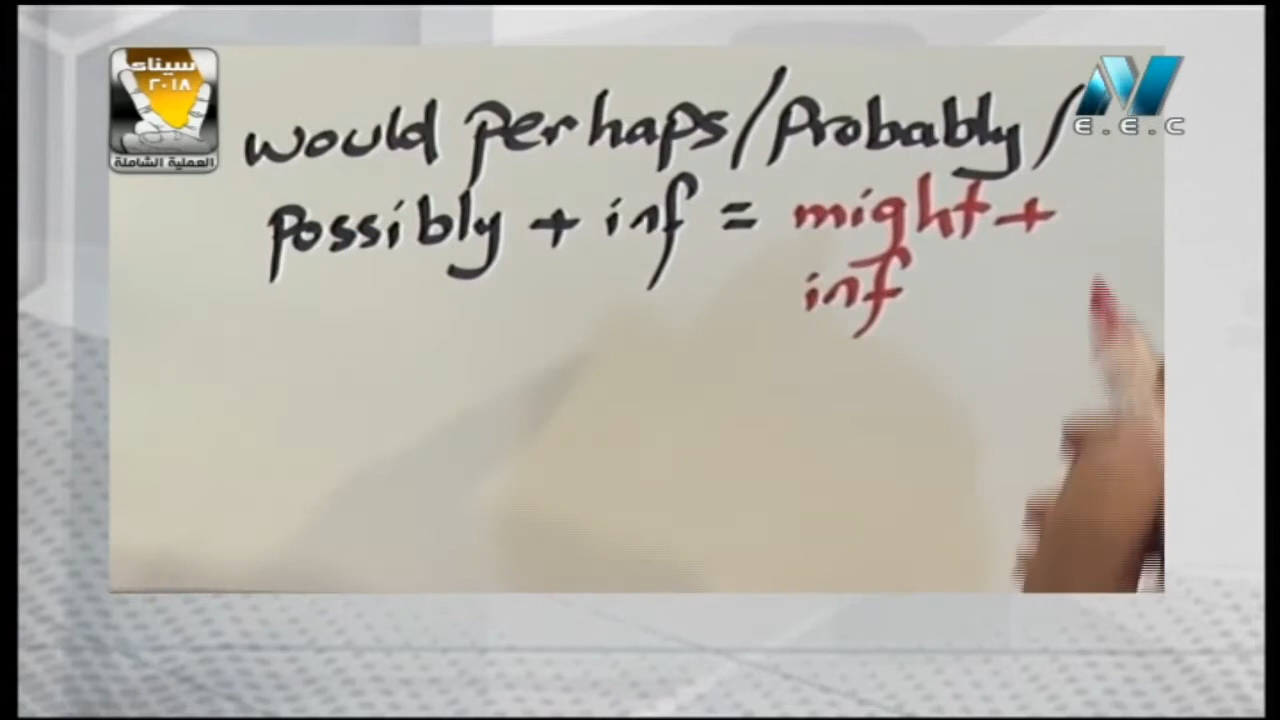 سيناء
٢٠١٨
العملية الشاملة
E.E.C
would perhaps/Probably/
Possibly + inf = might +
inf